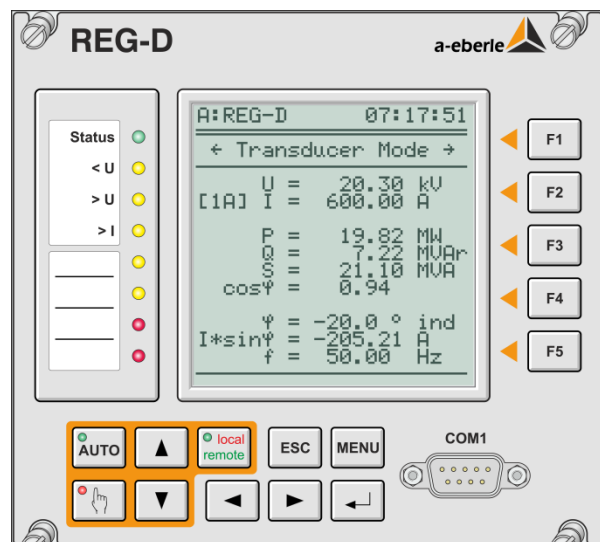 REG-D
a-eberle
Status
< U
> U
> I
A:REG-D 07:17:51
← Transducer Mode →
U = 20.30 kV
[1A] I = 600.00 A
P = 19.82 MW
Q = 7.22 MVAr
S = 21.10 MVA
cosφ = 0.94
φ = -20.0 ° ind
I*sinφ = -205.21 A
f = 50.00 Hz
F1
F2
F3
F4
F5
AUTO
local
remote
ESC
MENU
COM1